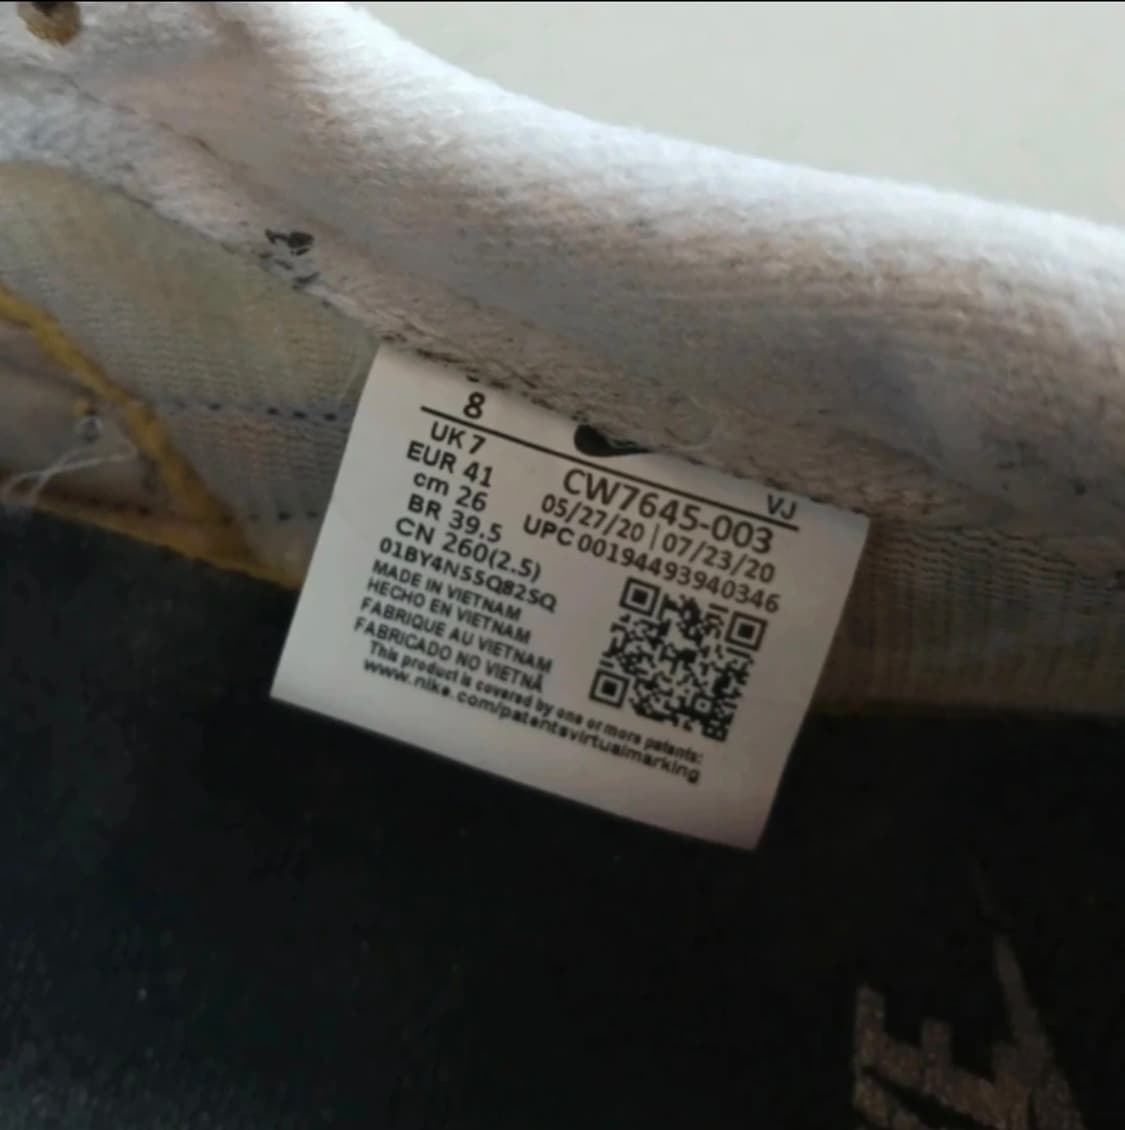 8
VJ
UK 7
EUR 41
cm 26
BR 39.5
CN 260(2.5)
CW7645-003
05/27/20 | 07/23/20
UPC 00194493940346
01BY4N55Q82SQ
MADE IN VIETNAM
HECHO EN VIETNAM
FABRIQUE AU VIETNAM
FABRICADO NO VIETNÃ
This product is covered by one or more patents:
www.nike.com/patentsvirtualmarking